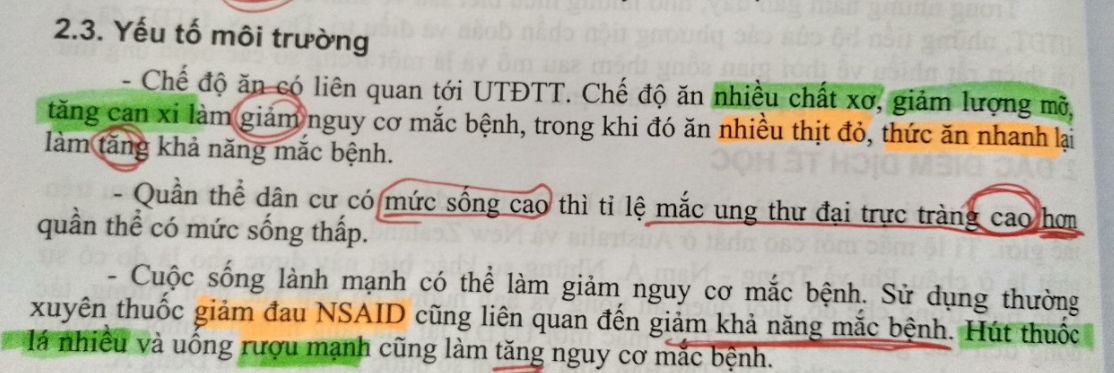 2.3. Yếu tố môi trường
- Chế độ ăn có liên quan tới UTĐTT. Chế độ ăn nhiều chất xơ, giảm lượng mỡ,
tăng can xi làm giảm nguy cơ mắc bệnh, trong khi đó ăn nhiều thịt đỏ, thức ăn nhanh lại
làm tăng khả năng mắc bệnh.
- Quần thể dân cư có mức sống cao thì tỉ lệ mắc ung thư đại trực tràng cao hơn
quần thể có mức sống thấp.
- Cuộc sống lành mạnh có thể làm giảm nguy cơ mắc bệnh. Sử dụng thường
xuyên thuốc giảm đau NSAID cũng liên quan đến giảm khả năng mắc bệnh. Hút thuốc
lá nhiều và uống rượu mạnh cũng làm tăng nguy cơ mắc bệnh.